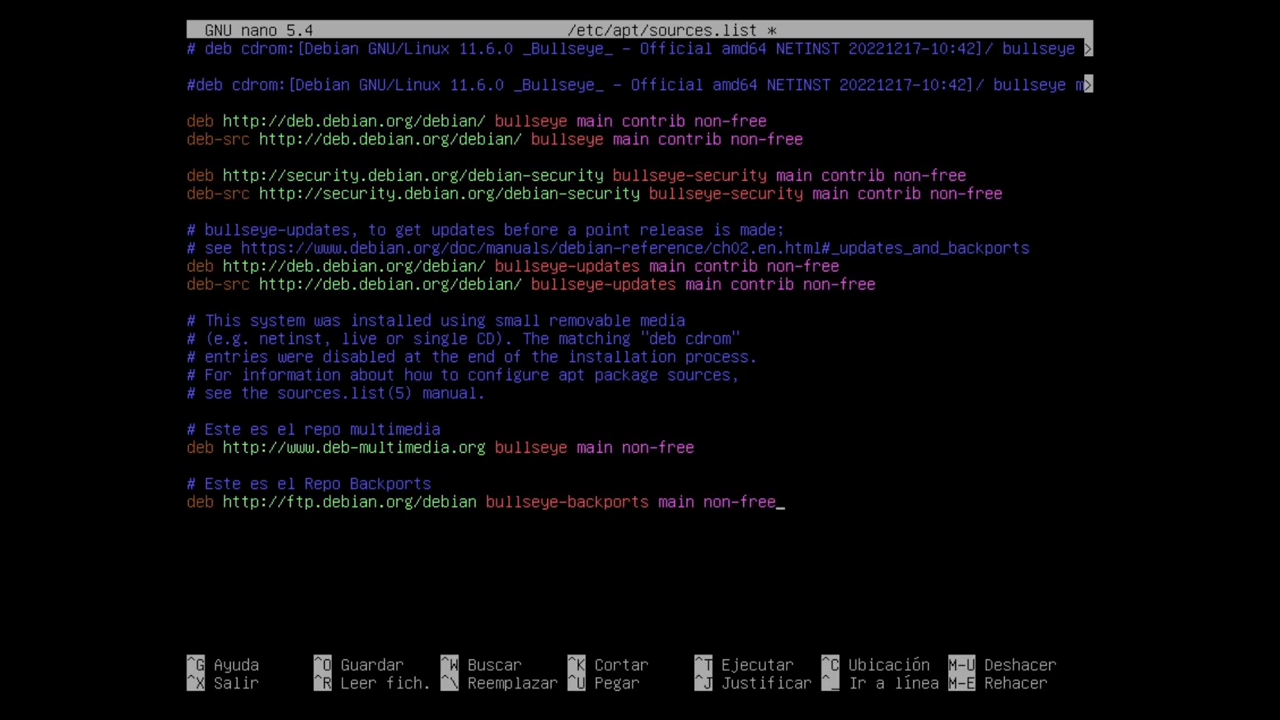 GNU nano 5.4 /etc/apt/sources.list *
# deb cdrom:[Debian GNU/Linux 11.6.0 _Bullseye_ - Official amd64 NETINST 20221217-10:42]/ bullseye >
#deb cdrom:[Debian GNU/Linux 11.6.0 _Bullseye_ - Official amd64 NETINST 20221217-10:42]/ bullseye m>
deb http://deb.debian.org/debian/ bullseye main contrib non-free
deb-src http://deb.debian.org/debian/ bullseye main contrib non-free
deb http://security.debian.org/debian-security bullseye-security main contrib non-free
deb-src http://security.debian.org/debian-security bullseye-security main contrib non-free
# bullseye-updates, to get updates before a point release is made;
# see https://www.debian.org/doc/manuals/debian-reference/ch02.en.html#_updates_and_backports
deb http://deb.debian.org/debian/ bullseye-updates main contrib non-free
deb-src http://deb.debian.org/debian/ bullseye-updates main contrib non-free
# This system was installed using small removable media
# (e.g. netinst, live or single CD). The matching "deb cdrom"
# entries were disabled at the end of the installation process.
# For information about how to configure apt package sources,
# see the sources.list(5) manual.
# Este es el repo multimedia
deb http://www.deb-multimedia.org bullseye main non-free
# Este es el Repo Backports
deb http://ftp.debian.org/debian bullseye-backports main non-free_
^G Ayuda ^O Guardar ^W Buscar ^K Cortar ^T Ejecutar ^C Ubicación M-U Deshacer
^X Salir ^R Leer fich. ^\ Reemplazar ^U Pegar ^J Justificar ^_ Ir a línea M-E Rehacer